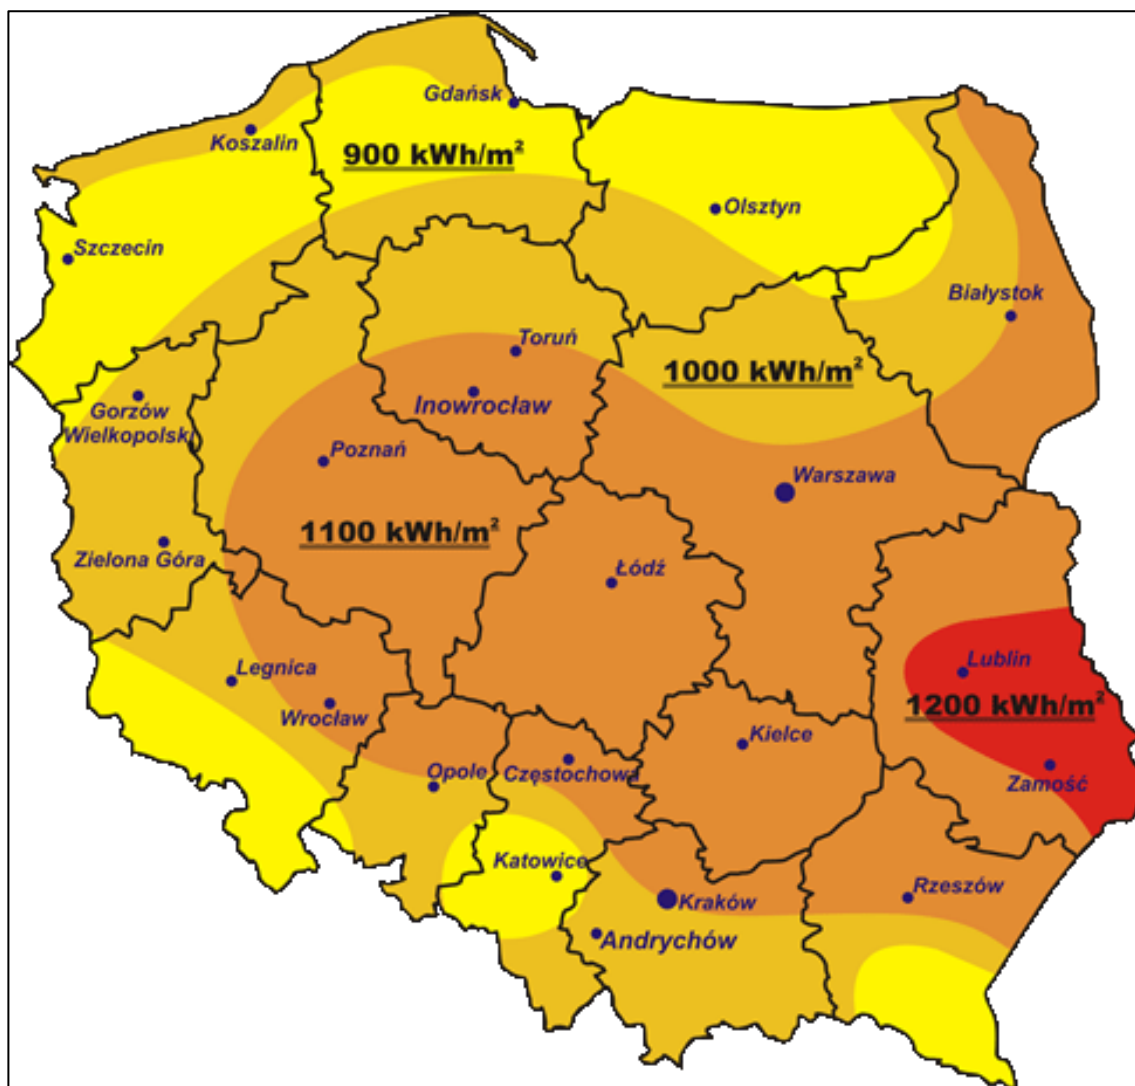 Gdańsk
Koszalin
900 kWh/m²
Olsztyn
Szczecin
Białystok
Toruń
1000 kWh/m²
Gorzów
Wielkopolski
Inowrocław
Poznań
Warszawa
1100 kWh/m²
Zielona Góra
Łódź
Legnica
Lublin
1200 kWh/m²
Wrocław
Kielce
Opole
Częstochowa
Zamość
Katowice
Rzeszów
Kraków
Andrychów